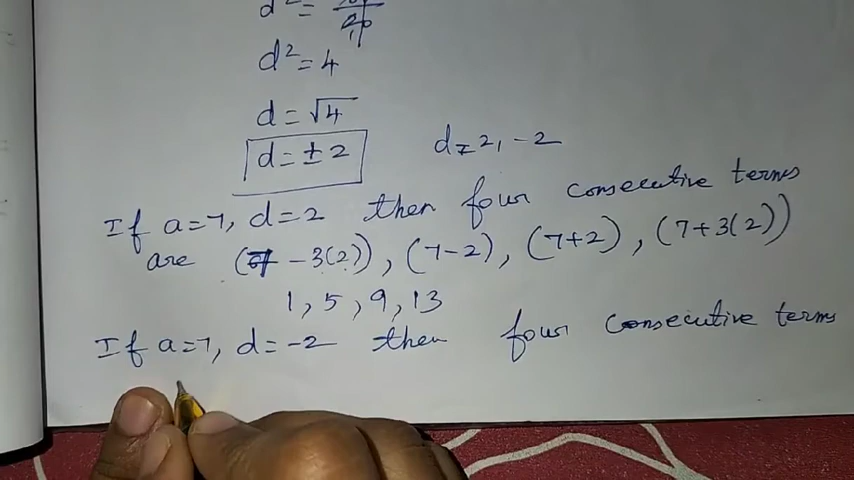 d² =
d² = 4
d = √4
d = ± 2 d = 2, -2
If a=7, d=2 then four consecutive terms
are (7 - 3(2)), (7-2), (7+2), (7+3(2))
1, 5, 9, 13
If a=7, d=-2 then four consecutive terms